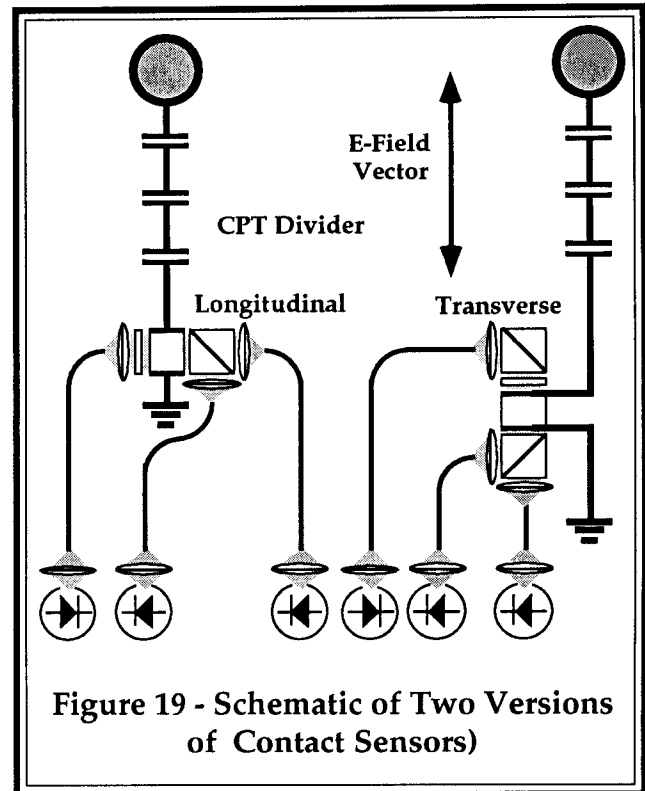 E-Field
Vector
CPT Divider
Longitudinal
Transverse
Figure 19 - Schematic of Two Versions
of Contact Sensors)